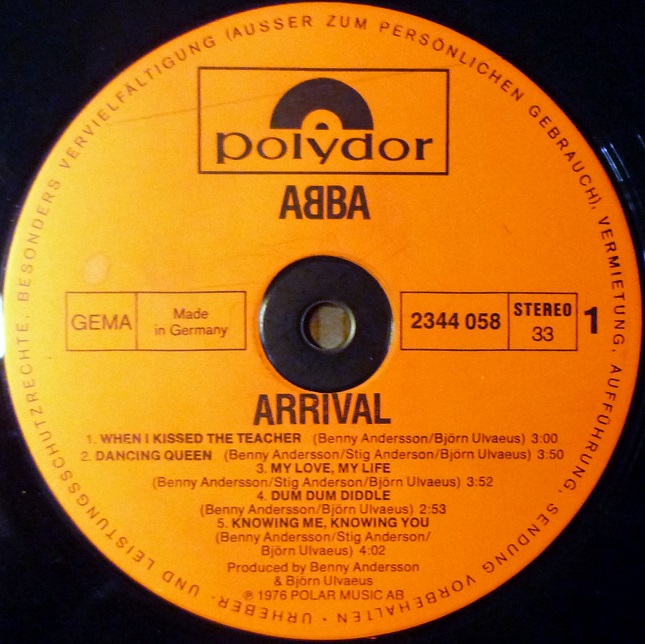 URHEBER- UND LEISTUNGSSCHUTZRECHTE, BESONDERS VERVIELFÄLTIGUNG (AUSSER ZUM PERSÖNLICHEN GEBRAUCH), VERMIETUNG, AUFFÜHRUNG, SENDUNG VORBEHALTEN •
polydor
AᗺBA
GEMA
Made
in Germany
2344 058
STEREO
33
1
ARRIVAL
1. WHEN I KISSED THE TEACHER (Benny Andersson/Björn Ulvaeus) 3:00
2. DANCING QUEEN (Benny Andersson/Stig Anderson/Björn Ulvaeus) 3:50
3. MY LOVE, MY LIFE
(Benny Andersson/Stig Anderson/Björn Ulvaeus) 3:52
4. DUM DUM DIDDLE
(Benny Andersson/Björn Ulvaeus) 2:53
5. KNOWING ME, KNOWING YOU
(Benny Andersson/Stig Anderson/
Björn Ulvaeus) 4:02
Produced by Benny Andersson
& Björn Ulvaeus
℗ 1976 POLAR MUSIC AB